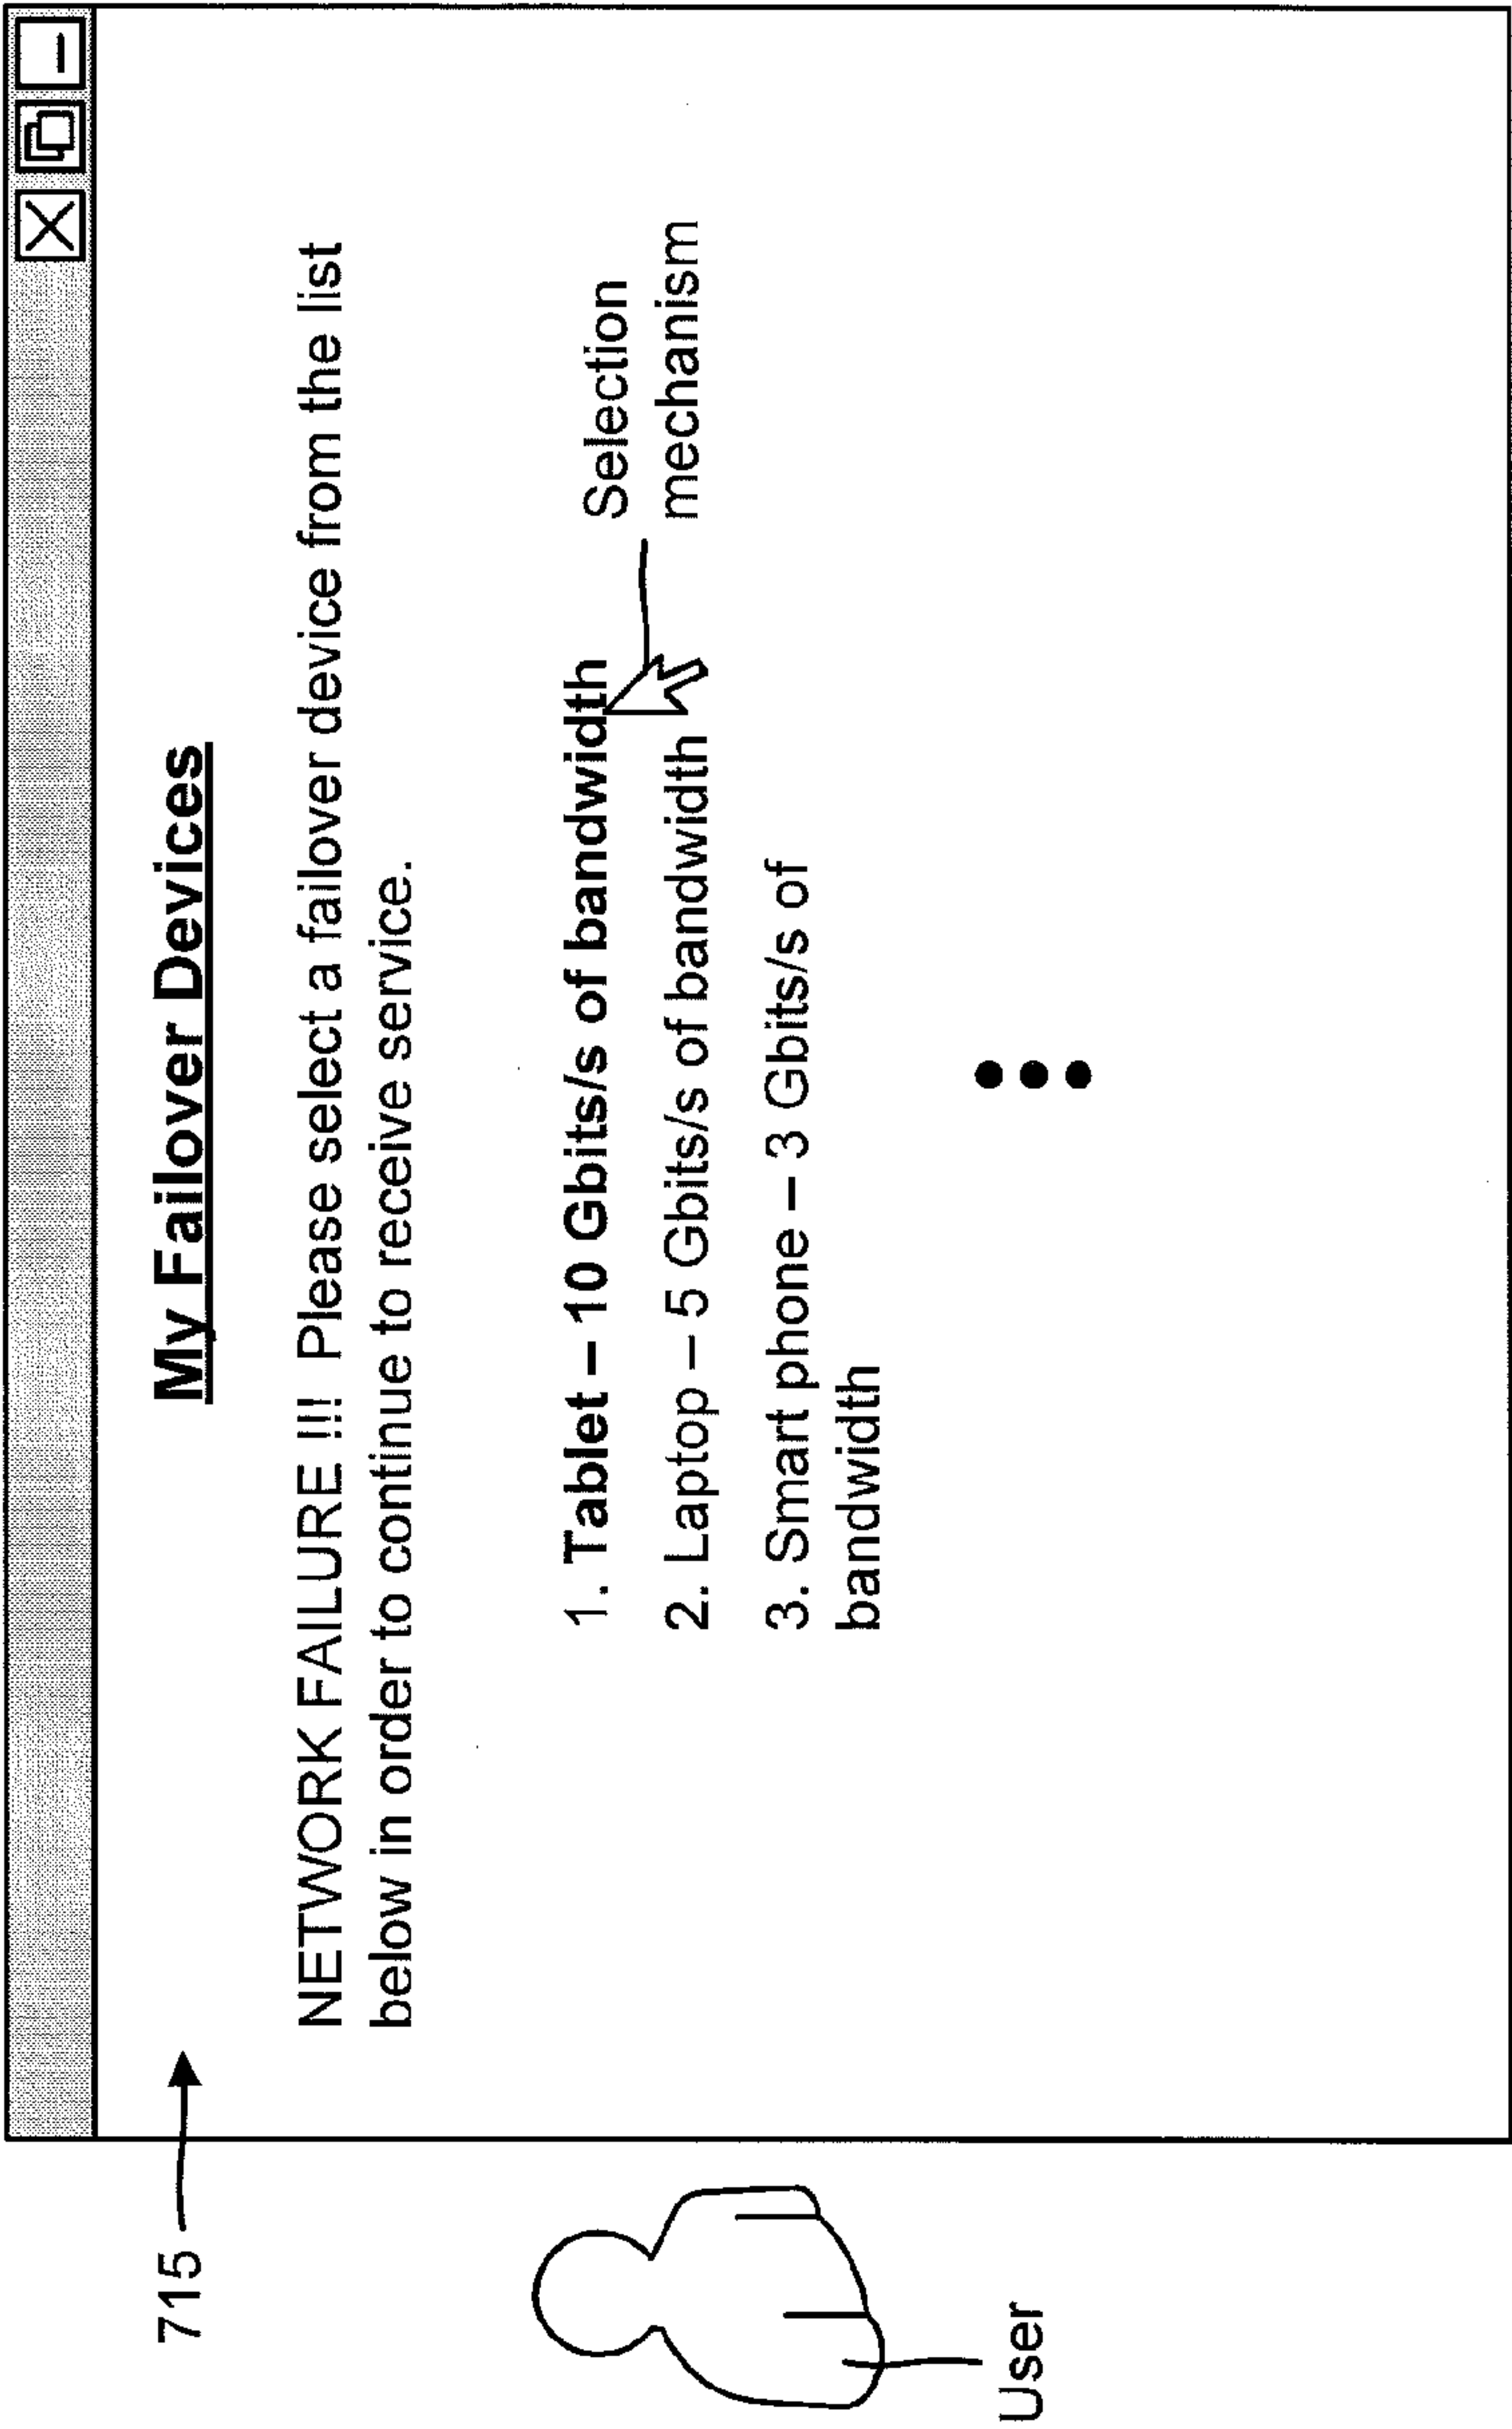 715
My Failover Devices
NETWORK FAILURE !!! Please select a failover device from the list
below in order to continue to receive service.
1. Tablet – 10 Gbits/s of bandwidth
Selection
mechanism
2. Laptop – 5 Gbits/s of bandwidth
3. Smart phone – 3 Gbits/s of
bandwidth
User